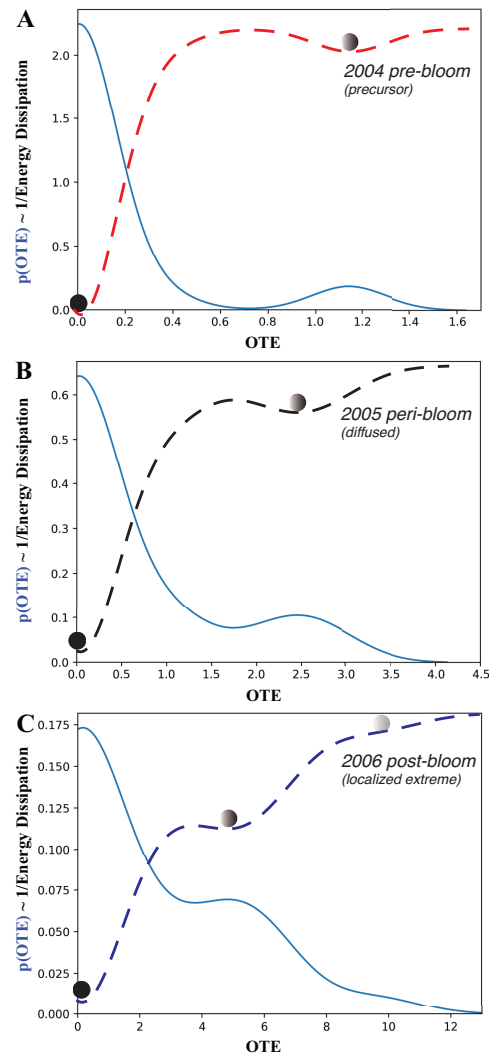 A
p(OTE) ~ 1/Energy Dissipation
2.0
1.5
1.0
0.5
0.0
2004 pre-bloom
(precursor)
0.0 0.2 0.4 0.6 0.8 1.0 1.2 1.4 1.6
OTE
B
p(OTE) ~ 1/Energy Dissipation
0.6
0.5
0.4
0.3
0.2
0.1
0.0
2005 peri-bloom
(diffused)
0.0 0.5 1.0 1.5 2.0 2.5 3.0 3.5 4.0 4.5
OTE
C
p(OTE) ~ 1/Energy Dissipation
0.175
0.150
0.125
0.100
0.075
0.050
0.025
0.000
2006 post-bloom
(localized extreme)
0 2 4 6 8 10 12
OTE